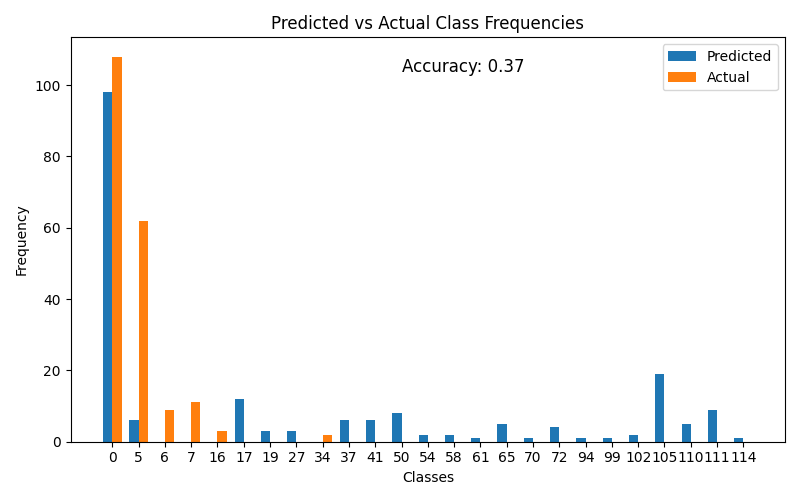 Predicted vs Actual Class Frequencies
Accuracy: 0.37
Predicted
Actual
Frequency
100
80
60
40
20
0
0 5 6 7 16 17 19 27 34 37 41 50 54 58 61 65 70 72 94 99 102 105 110 111 114
Classes